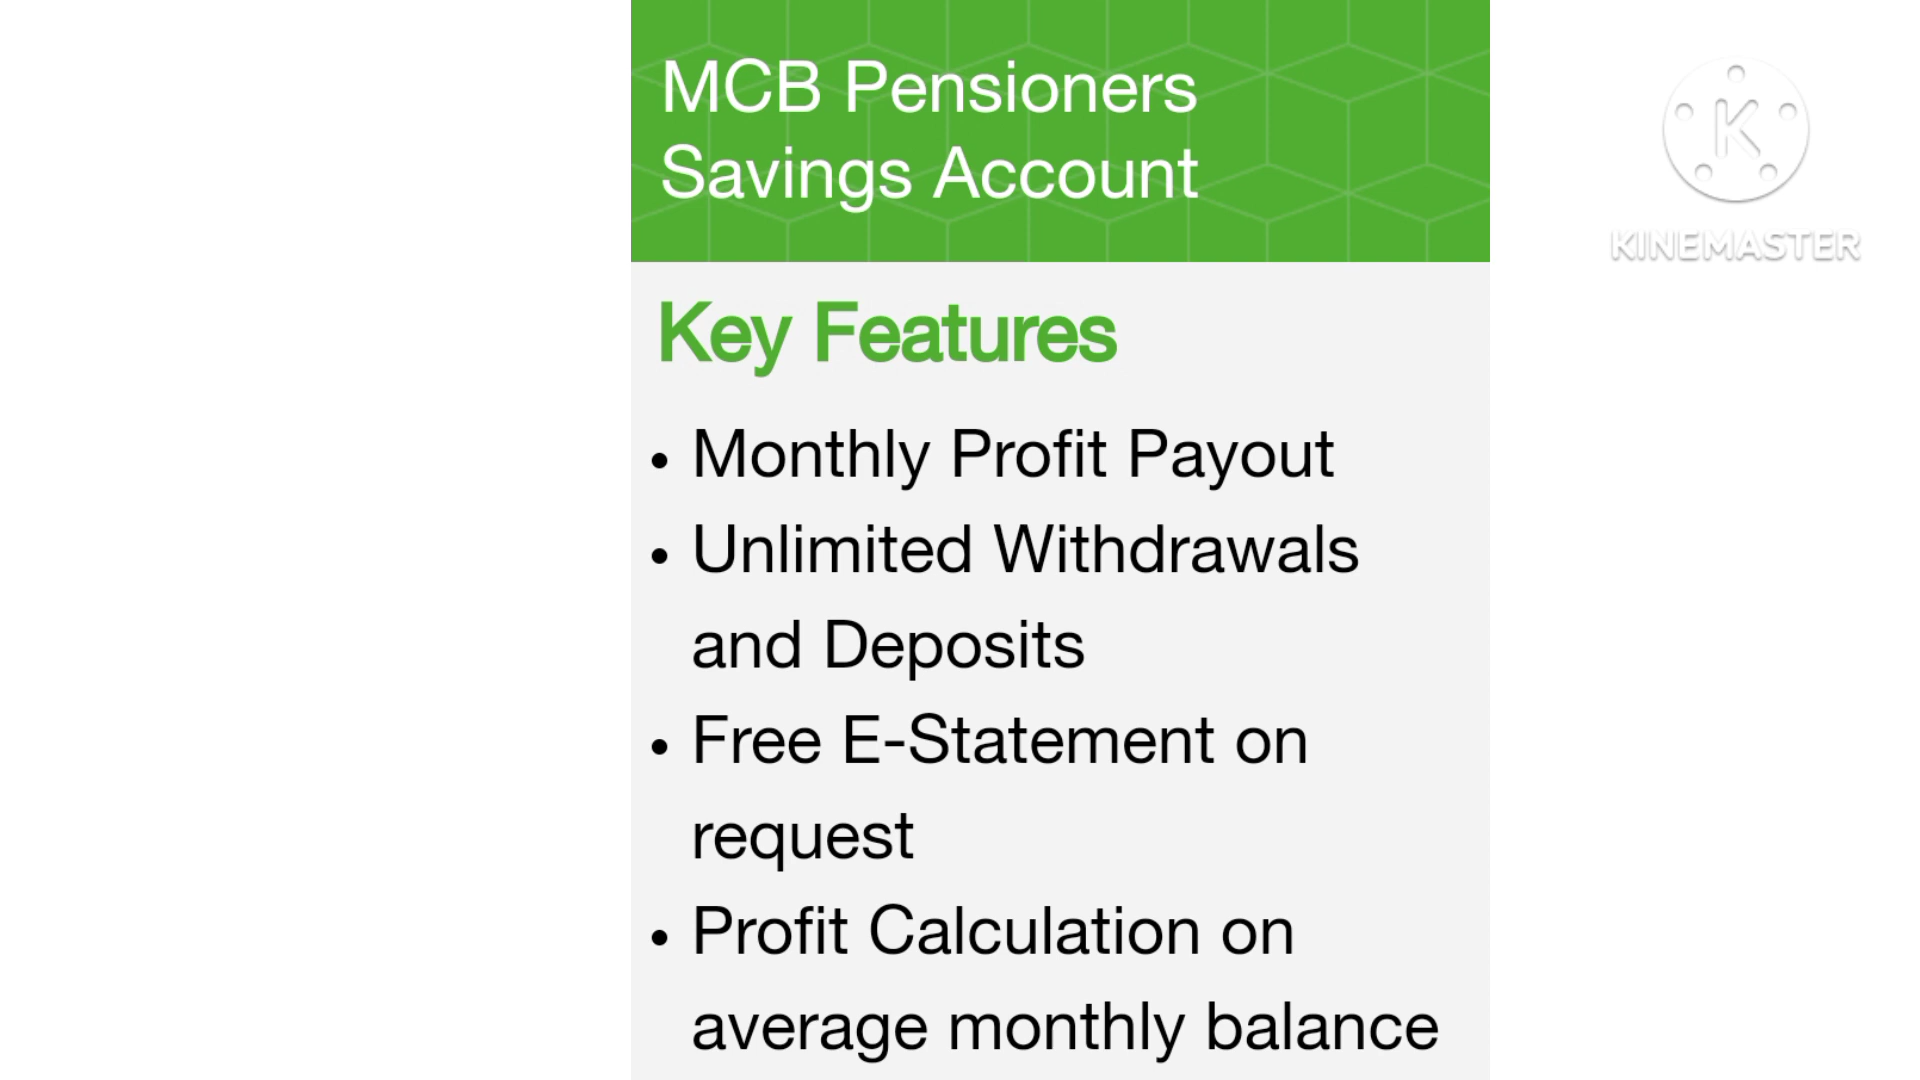 MCB Pensioners
Savings Account
K
KINEMASTER
Key Features
• Monthly Profit Payout
• Unlimited Withdrawals
and Deposits
• Free E-Statement on
request
• Profit Calculation on
average monthly balance